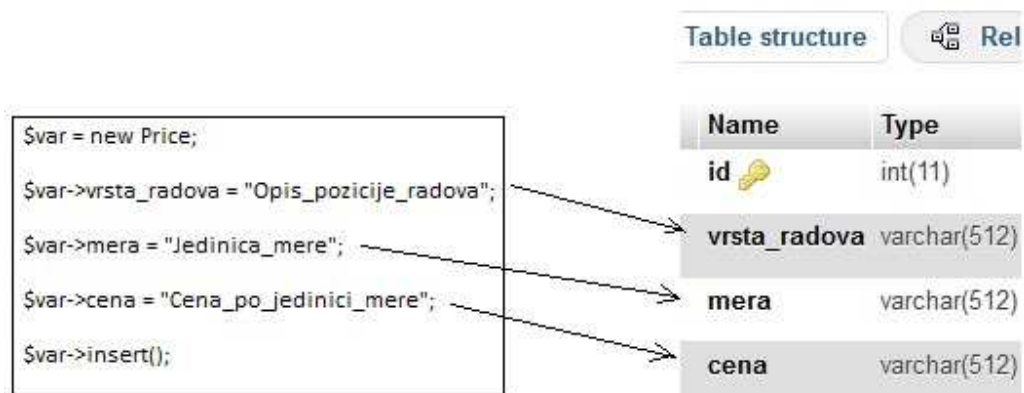 Table structure Rel
$var = new Price;
$var->vrsta_radova = "Opis_pozicije_radova";
$var->mera = "Jedinica_mere";
$var->cena = "Cena_po_jedinici_mere";
$var->insert();
Name Type
id int(11)
vrsta_radova varchar(512)
mera varchar(512)
cena varchar(512)